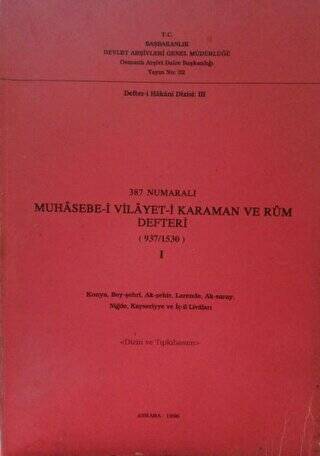 T.C.
BAŞBAKANLIK
DEVLET ARŞİVLERİ GENEL MÜDÜRLÜĞÜ
Osmanlı Arşivi Daire Başkanlığı
Yayın Nu: 32
Defter-i Hâkânî Dizisi: III
387 NUMARALI
MUHÂSEBE-İ VİLÂYET-İ KARAMAN VE RÛM
DEFTERİ
(937/1530)
I
Konya, Bey-şehri, Ak-şehir, Larende, Ak-saray,
Niğde, Kayseriyye ve İç-il Livâları
<Dizin ve Tıpkıbasım>
ANKARA - 1996